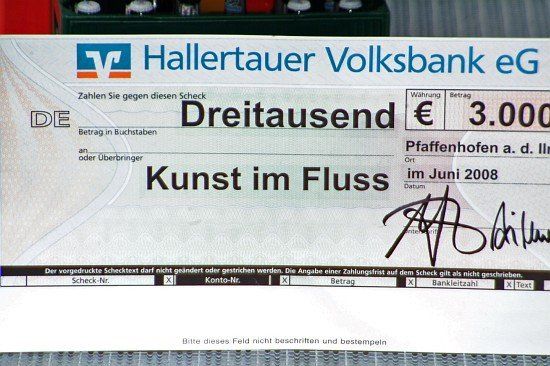 Hallertauer Volksbank eG
Zahlen Sie gegen diesen Scheck
Währung
Betrag
DE
Dreitausend
€
3.000
Betrag in Buchstaben
an
oder Überbringer
Pfaffenhofen a. d. Ilm
Ort
Kunst im Fluss
im Juni 2008
Datum
Der vorgedruckte Schecktext darf nicht geändert oder gestrichen werden. Die Angabe einer Zahlungsfrist auf dem Scheck gilt als nicht geschrieben.
Scheck-Nr. X Konto-Nr. X Betrag X Bankleitzahl X Text
Bitte dieses Feld nicht beschriften und bestempeln